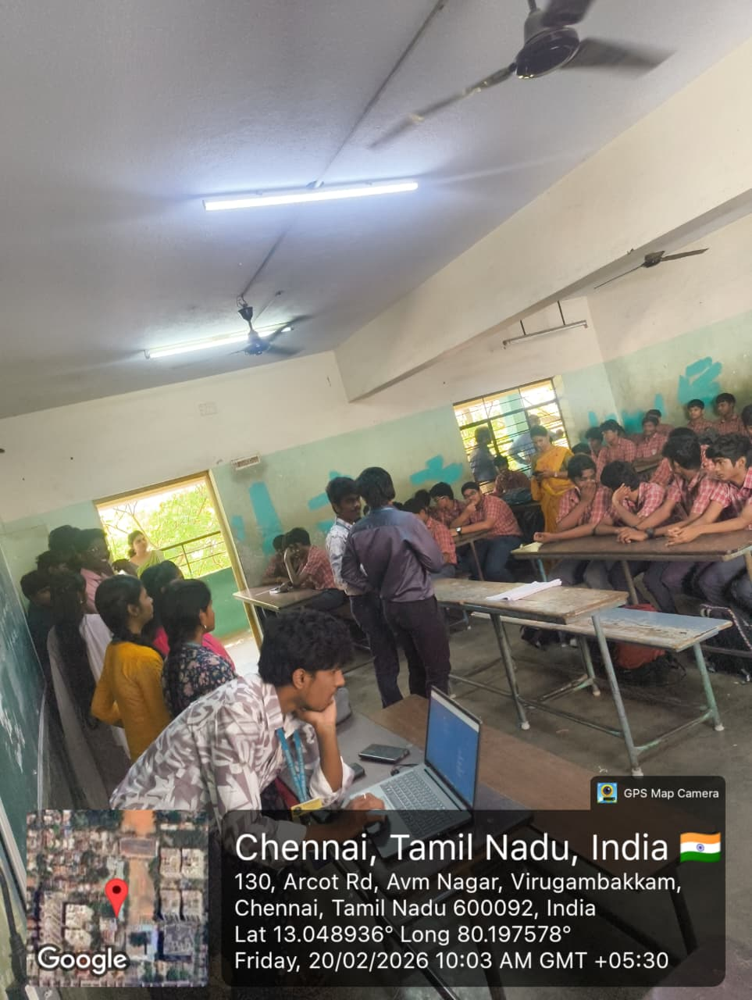 GPS Map Camera
Chennai, Tamil Nadu, India
130, Arcot Rd, Avm Nagar, Virugambakkam,
Chennai, Tamil Nadu 600092, India
Lat 13.048936° Long 80.197578°
Friday, 20/02/2026 10:03 AM GMT +05:30
Google